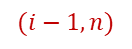 (i − 1, n)